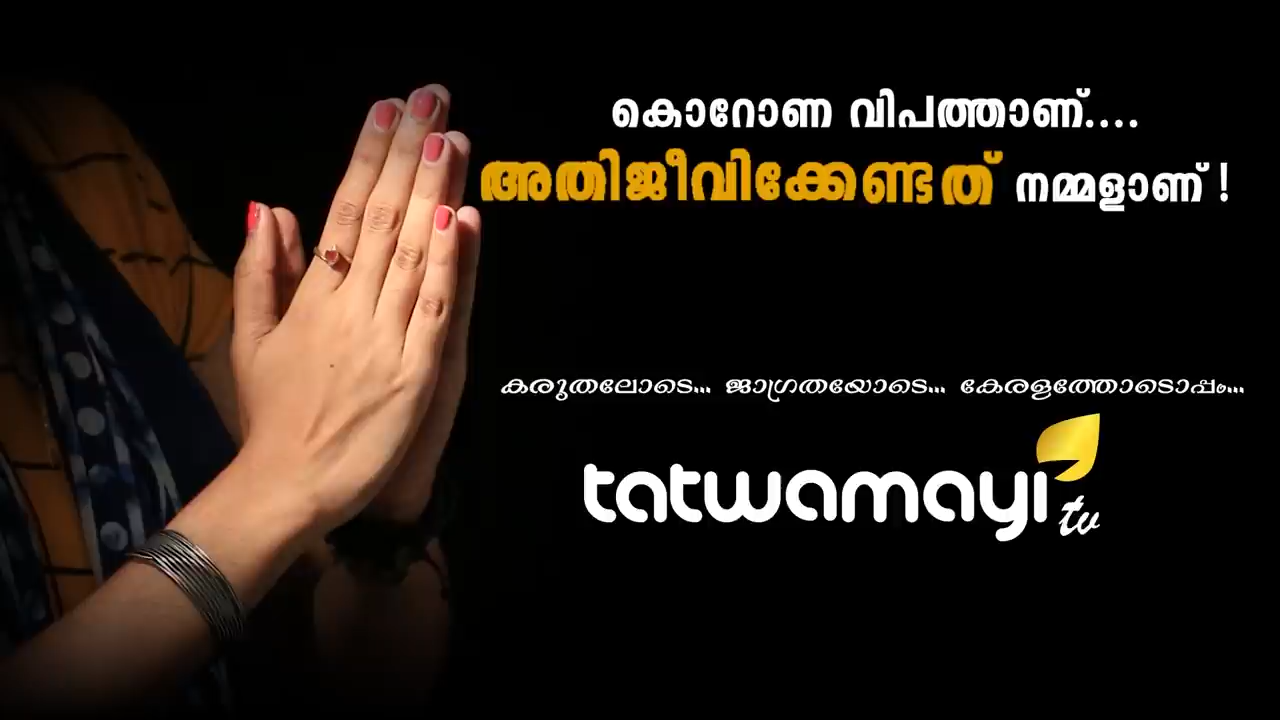 കൊറോണ വിപത്താണ്....
അതിജീവിക്കേണ്ടത് നമ്മളാണ് !
കരുതലോടെ... ജാഗ്രതയോടെ... കേരളത്തോടൊപ്പം...
tatwamayi
tv